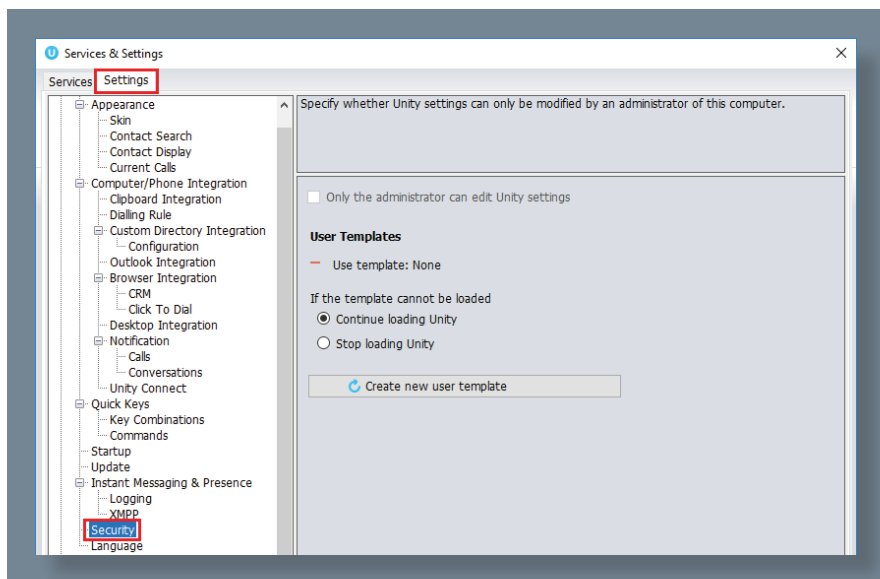 Services & Settings
Services
Settings
Appearance
Skin
Contact Search
Contact Display
Current Calls
Computer/Phone Integration
Clipboard Integration
Dialling Rule
Custom Directory Integration
Configuration
Outlook Integration
Browser Integration
CRM
Click To Dial
Desktop Integration
Notification
Calls
Conversations
Unity Connect
Quick Keys
Key Combinations
Commands
Startup
Update
Instant Messaging & Presence
Logging
XMPP
Security
Language
Specify whether Unity settings can only be modified by an administrator of this computer.
Only the administrator can edit Unity settings
User Templates
Use template: None
If the template cannot be loaded
Continue loading Unity
Stop loading Unity
Create new user template